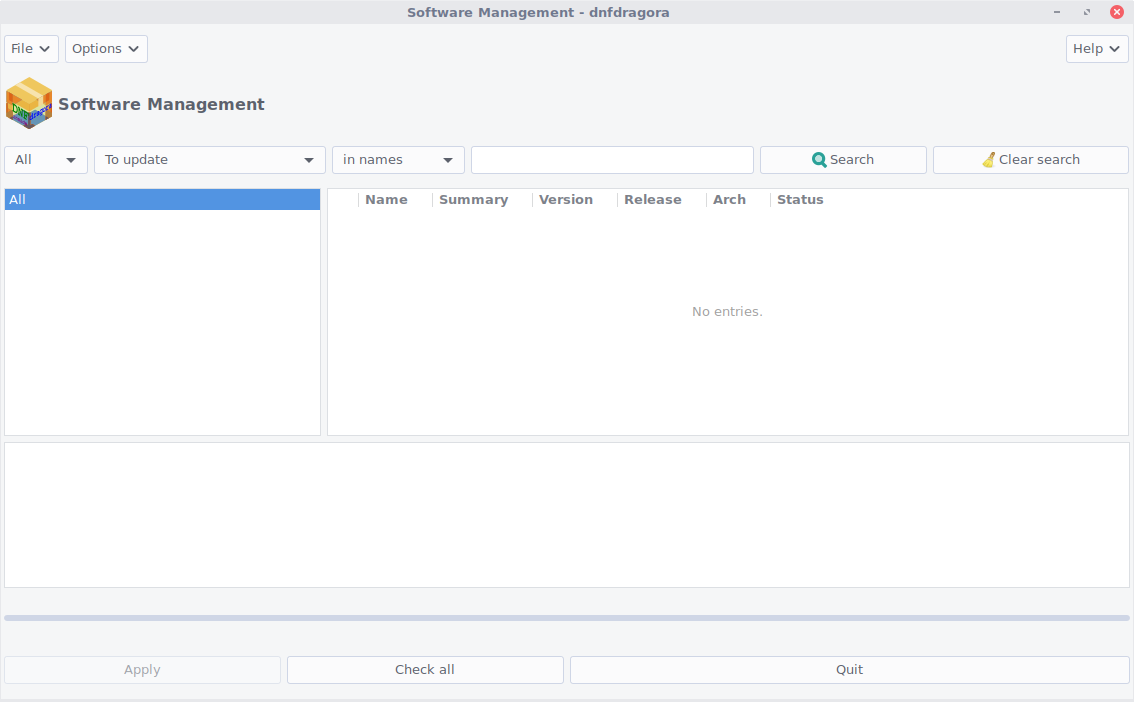 Software Management - dnfdragora
File Options Help
Software Management
All To update in names Search Clear search
All
Name Summary Version Release Arch Status
No entries.
Apply Check all Quit